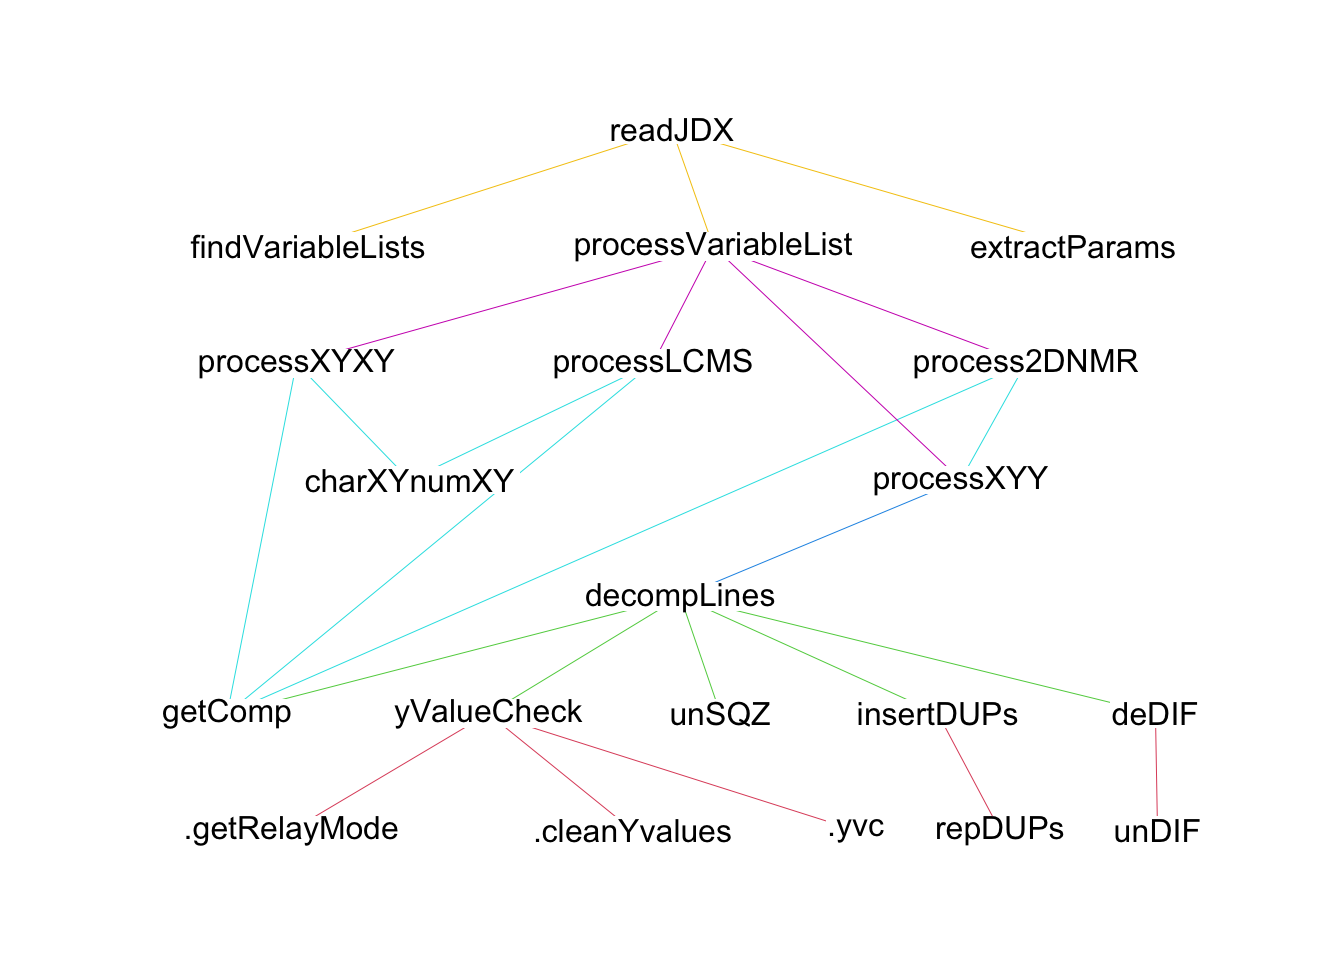 readJDX
findVariableLists
processVariableList
extractParams
processXYXY
processLCMS
process2DNMR
charXYnumXY
processXYY
decompLines
getComp
yValueCheck
unSQZ
insertDUPs
deDIF
.getRelayMode
.cleanYvalues
.yvc
repDUPs
unDIF